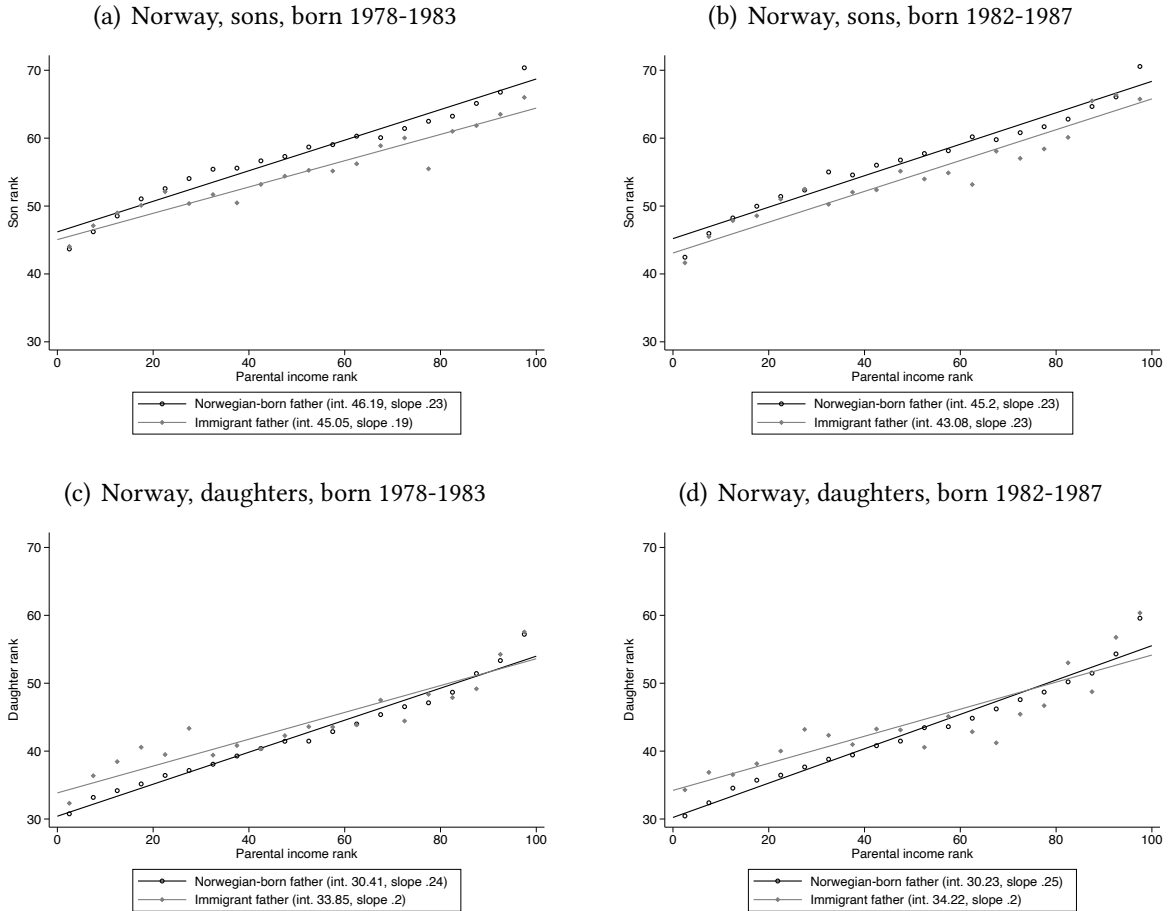 (a) Norway, sons, born 1978-1983
70
60
50
40
30
Son rank
0 20 40 60 80 100
Parental income rank
Norwegian-born father (int. 46.19, slope .23)
Immigrant father (int. 45.05, slope .19)
(b) Norway, sons, born 1982-1987
70
60
50
40
30
Son rank
0 20 40 60 80 100
Parental income rank
Norwegian-born father (int. 45.2, slope .23)
Immigrant father (int. 43.08, slope .23)
(c) Norway, daughters, born 1978-1983
70
60
50
40
30
Daughter rank
0 20 40 60 80 100
Parental income rank
Norwegian-born father (int. 30.41, slope .24)
Immigrant father (int. 33.85, slope .2)
(d) Norway, daughters, born 1982-1987
70
60
50
40
30
Daughter rank
0 20 40 60 80 100
Parental income rank
Norwegian-born father (int. 30.23, slope .25)
Immigrant father (int. 34.22, slope .2)